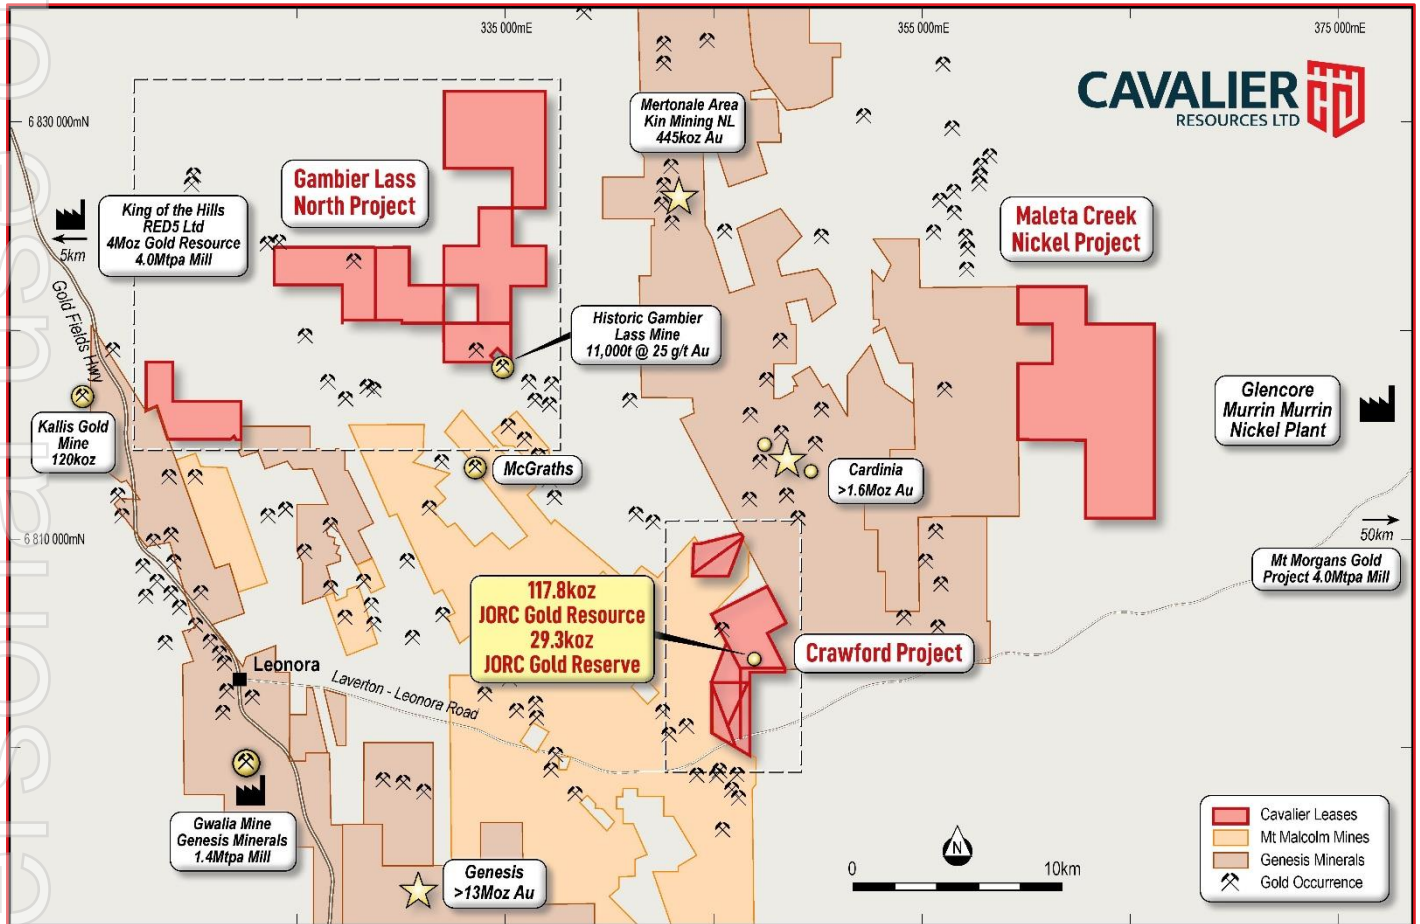 335 000mE
355 000mE
375 000mE
6 830 000mN
6 810 000mN
CAVALIER
RESOURCES LTD
Mertonale Area
Kin Mining NL
445koz Au
Gambier Lass
North Project
King of the Hills
RED5 Ltd
4Moz Gold Resource
4.0Mtpa Mill
5km
Gold Fields Hwy
Maleta Creek
Nickel Project
Historic Gambier
Lass Mine
11,000t @ 25 g/t Au
Kallis Gold
Mine
120koz
Glencore
Murrin Murrin
Nickel Plant
McGraths
Cardinia
>1.6Moz Au
50km
Mt Morgans Gold
Project 4.0Mtpa Mill
117.8koz
JORC Gold Resource
29.3koz
JORC Gold Reserve
Crawford Project
Leonora
Laverton - Leonora Road
Gwalia Mine
Genesis Minerals
1.4Mtpa Mill
Genesis
>13Moz Au
N
0
10km
Cavalier Leases
Mt Malcolm Mines
Genesis Minerals
Gold Occurrence
ersonal use o